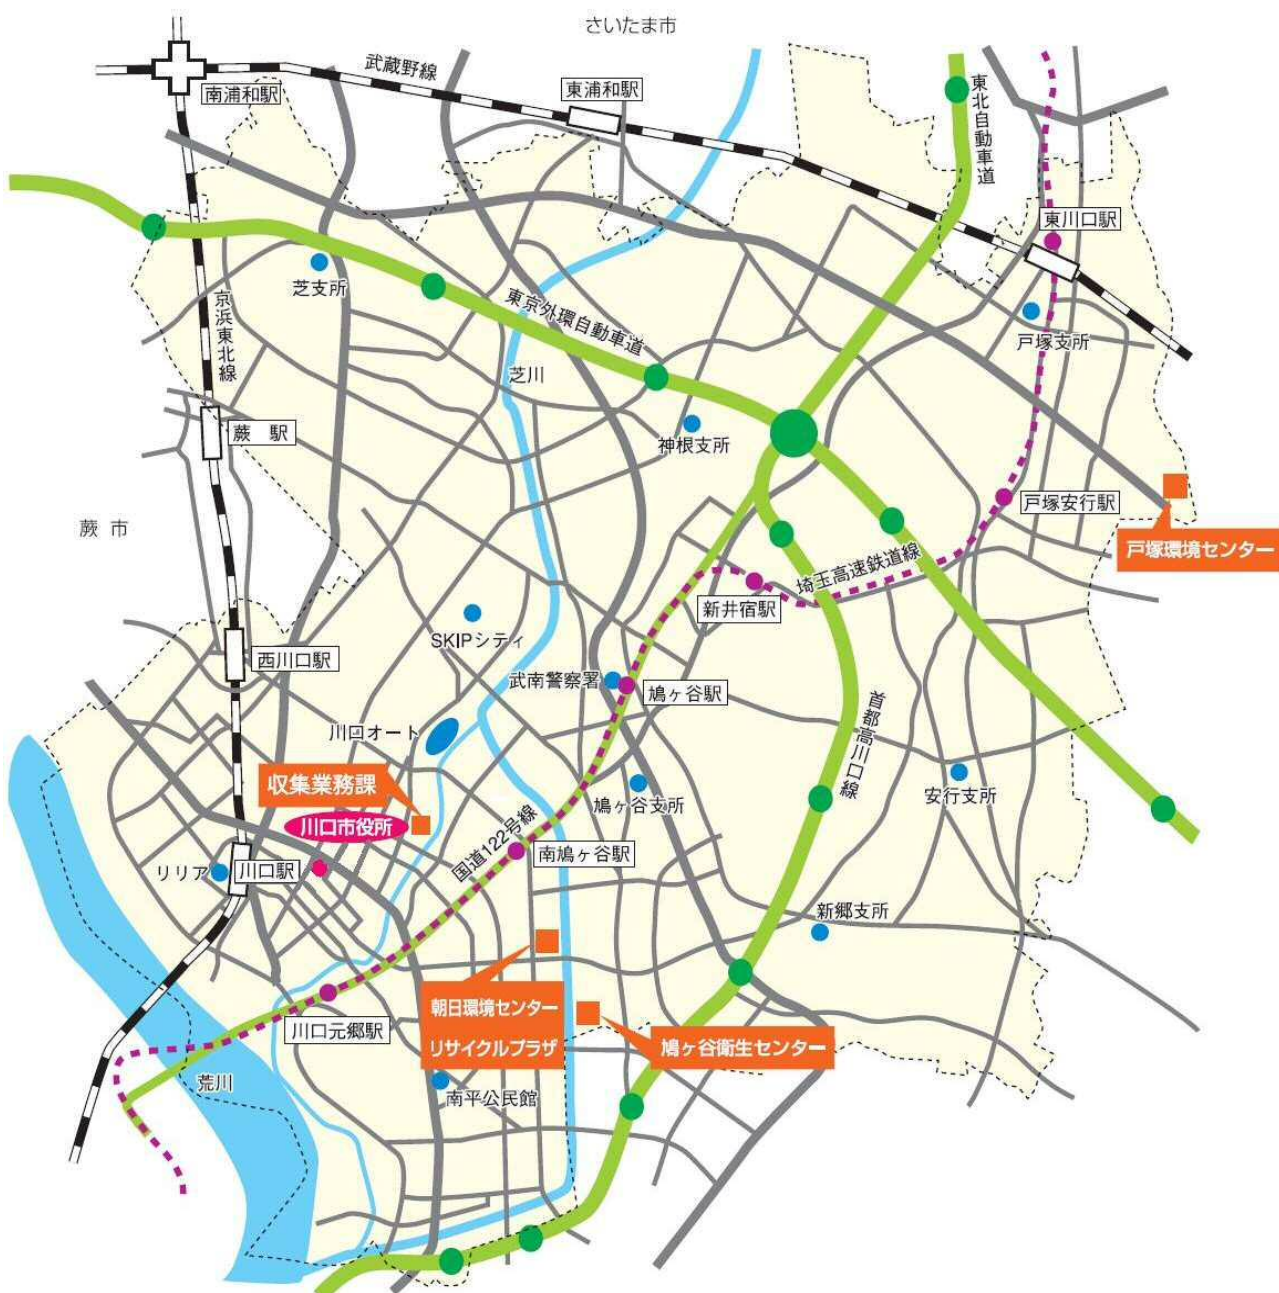 さいたま市
武蔵野線
南浦和駅
東浦和駅
東北自動車道
東川口駅
芝支所
京浜東北線
東京外環自動車道
戸塚支所
芝川
蕨 駅
神根支所
蕨 市
戸塚安行駅
戸塚環境センター
埼玉高速鉄道線
新井宿駅
SKIPシティ
西川口駅
武南警察署
鳩ヶ谷駅
川口オート
首都高川口線
収集業務課
鳩ヶ谷支所
安行支所
川口市役所
国道122号線
南鳩ヶ谷駅
リリア
川口駅
新郷支所
朝日環境センター
リサイクルプラザ
川口元郷駅
鳩ヶ谷衛生センター
荒川
南平公民館